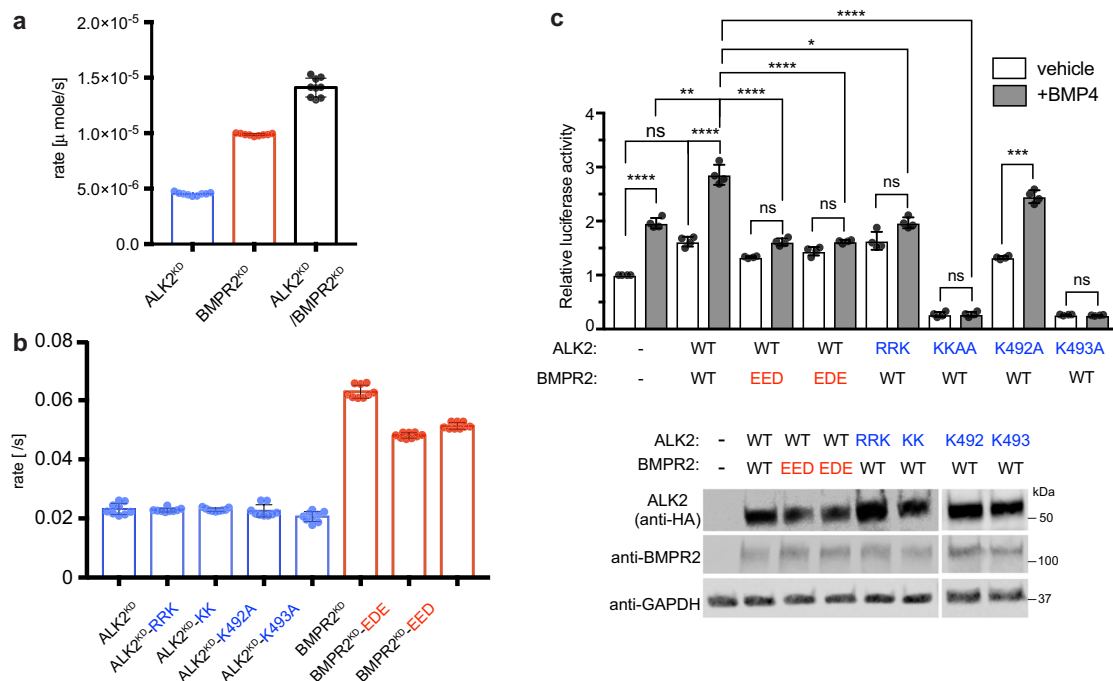 a
rate [µ mole/s]
2.0×10⁻⁵
1.5×10⁻⁵
1.0×10⁻⁵
5.0×10⁻⁶
0.0
ALK2ᴷᴰ
BMPR2ᴷᴰ
ALK2ᴷᴰ
/BMPR2ᴷᴰ
b
rate [ /s]
0.08
0.06
0.04
0.02
0
ALK2ᴷᴰ
ALK2ᴷᴰ-RRK
ALK2ᴷᴰ-KK
ALK2ᴷᴰ-K492A
ALK2ᴷᴰ-K493A
BMPR2ᴷᴰ
BMPR2ᴷᴰ-EDE
BMPR2ᴷᴰ-EED
c
vehicle
+BMP4
****
*
****
** ****
ns ****
****
ns ns ns ns *** ns
Relative luciferase activity
4
3
2
1
0
ALK2: - WT WT WT RRK KKAA K492A K493A
BMPR2: - WT EED EDE WT WT WT WT
ALK2: - WT WT WT RRK KK K492 K493
BMPR2: - WT EED EDE WT WT WT WT
kDa
ALK2
(anti-HA)
50
anti-BMPR2
100
anti-GAPDH
37